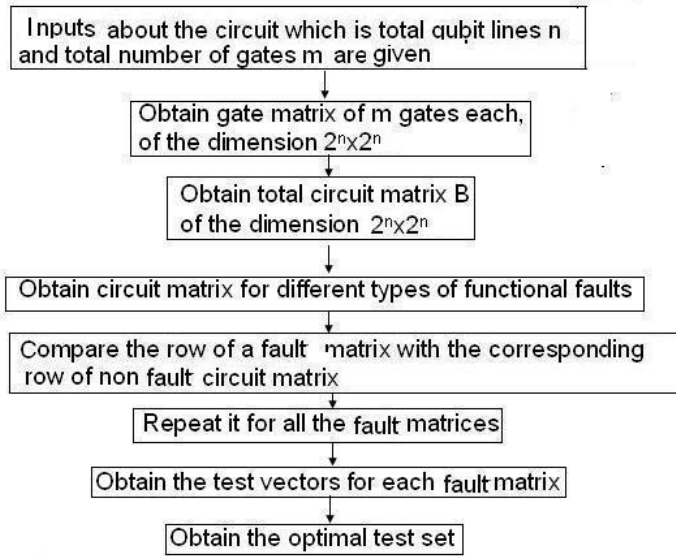 Inputs about the circuit which is total qubit lines n
and total number of gates m are given
Obtain gate matrix of m gates each,
of the dimension 2ⁿx2ⁿ
Obtain total circuit matrix B
of the dimension 2ⁿx2ⁿ
Obtain circuit matrix for different types of functional faults
Compare the row of a fault matrix with the corresponding
row of non fault circuit matrix
Repeat it for all the fault matrices
Obtain the test vectors for each fault matrix
Obtain the optimal test set